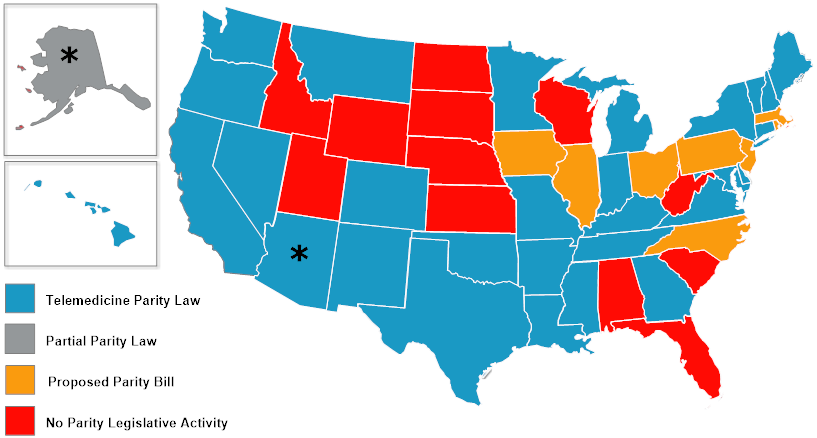 *
*
Telemedicine Parity Law
Partial Parity Law
Proposed Parity Bill
No Parity Legislative Activity